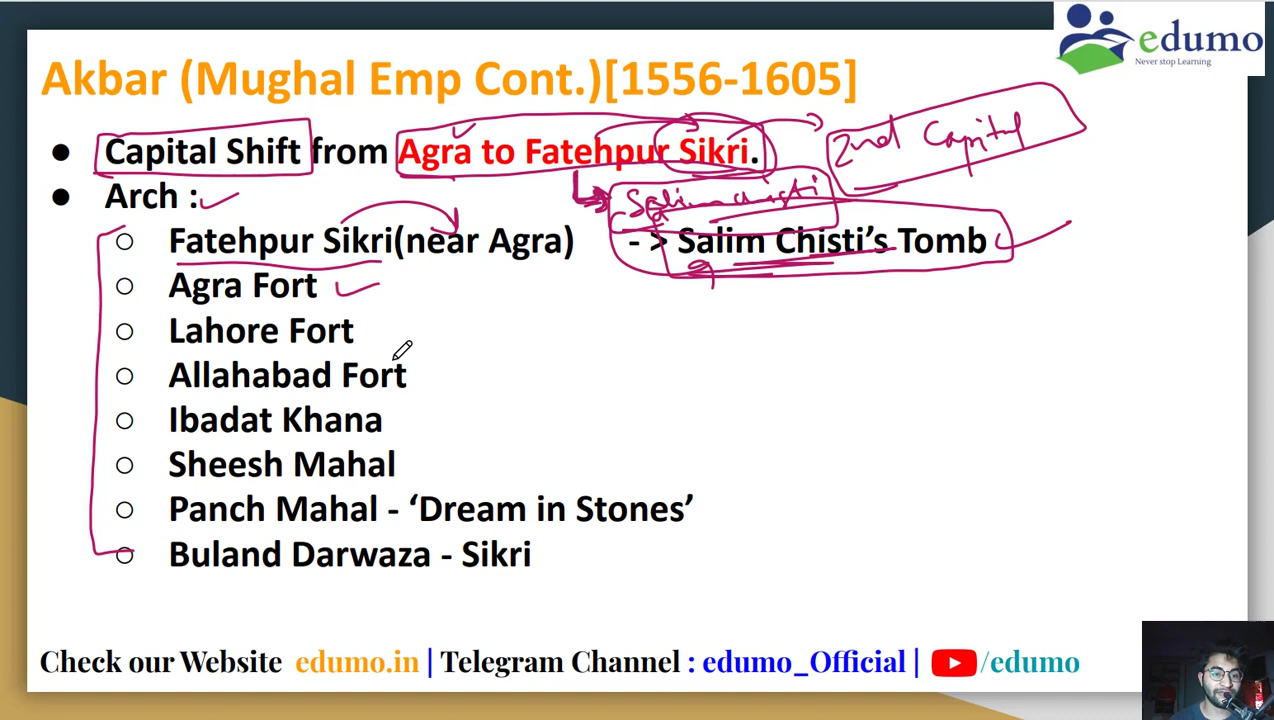 edumo
Never stop Learning
Akbar (Mughal Emp Cont.)[1556-1605]
● Capital Shift from Agra to Fatehpur Sikri.
2nd Capital
● Arch :
Salim chisti
○ Fatehpur Sikri(near Agra) - > Salim Chisti’s Tomb
○ Agra Fort
○ Lahore Fort
○ Allahabad Fort
○ Ibadat Khana
○ Sheesh Mahal
○ Panch Mahal - ‘Dream in Stones’
○ Buland Darwaza - Sikri
Check our Website edumo.in | Telegram Channel : edumo_Official | /edumo